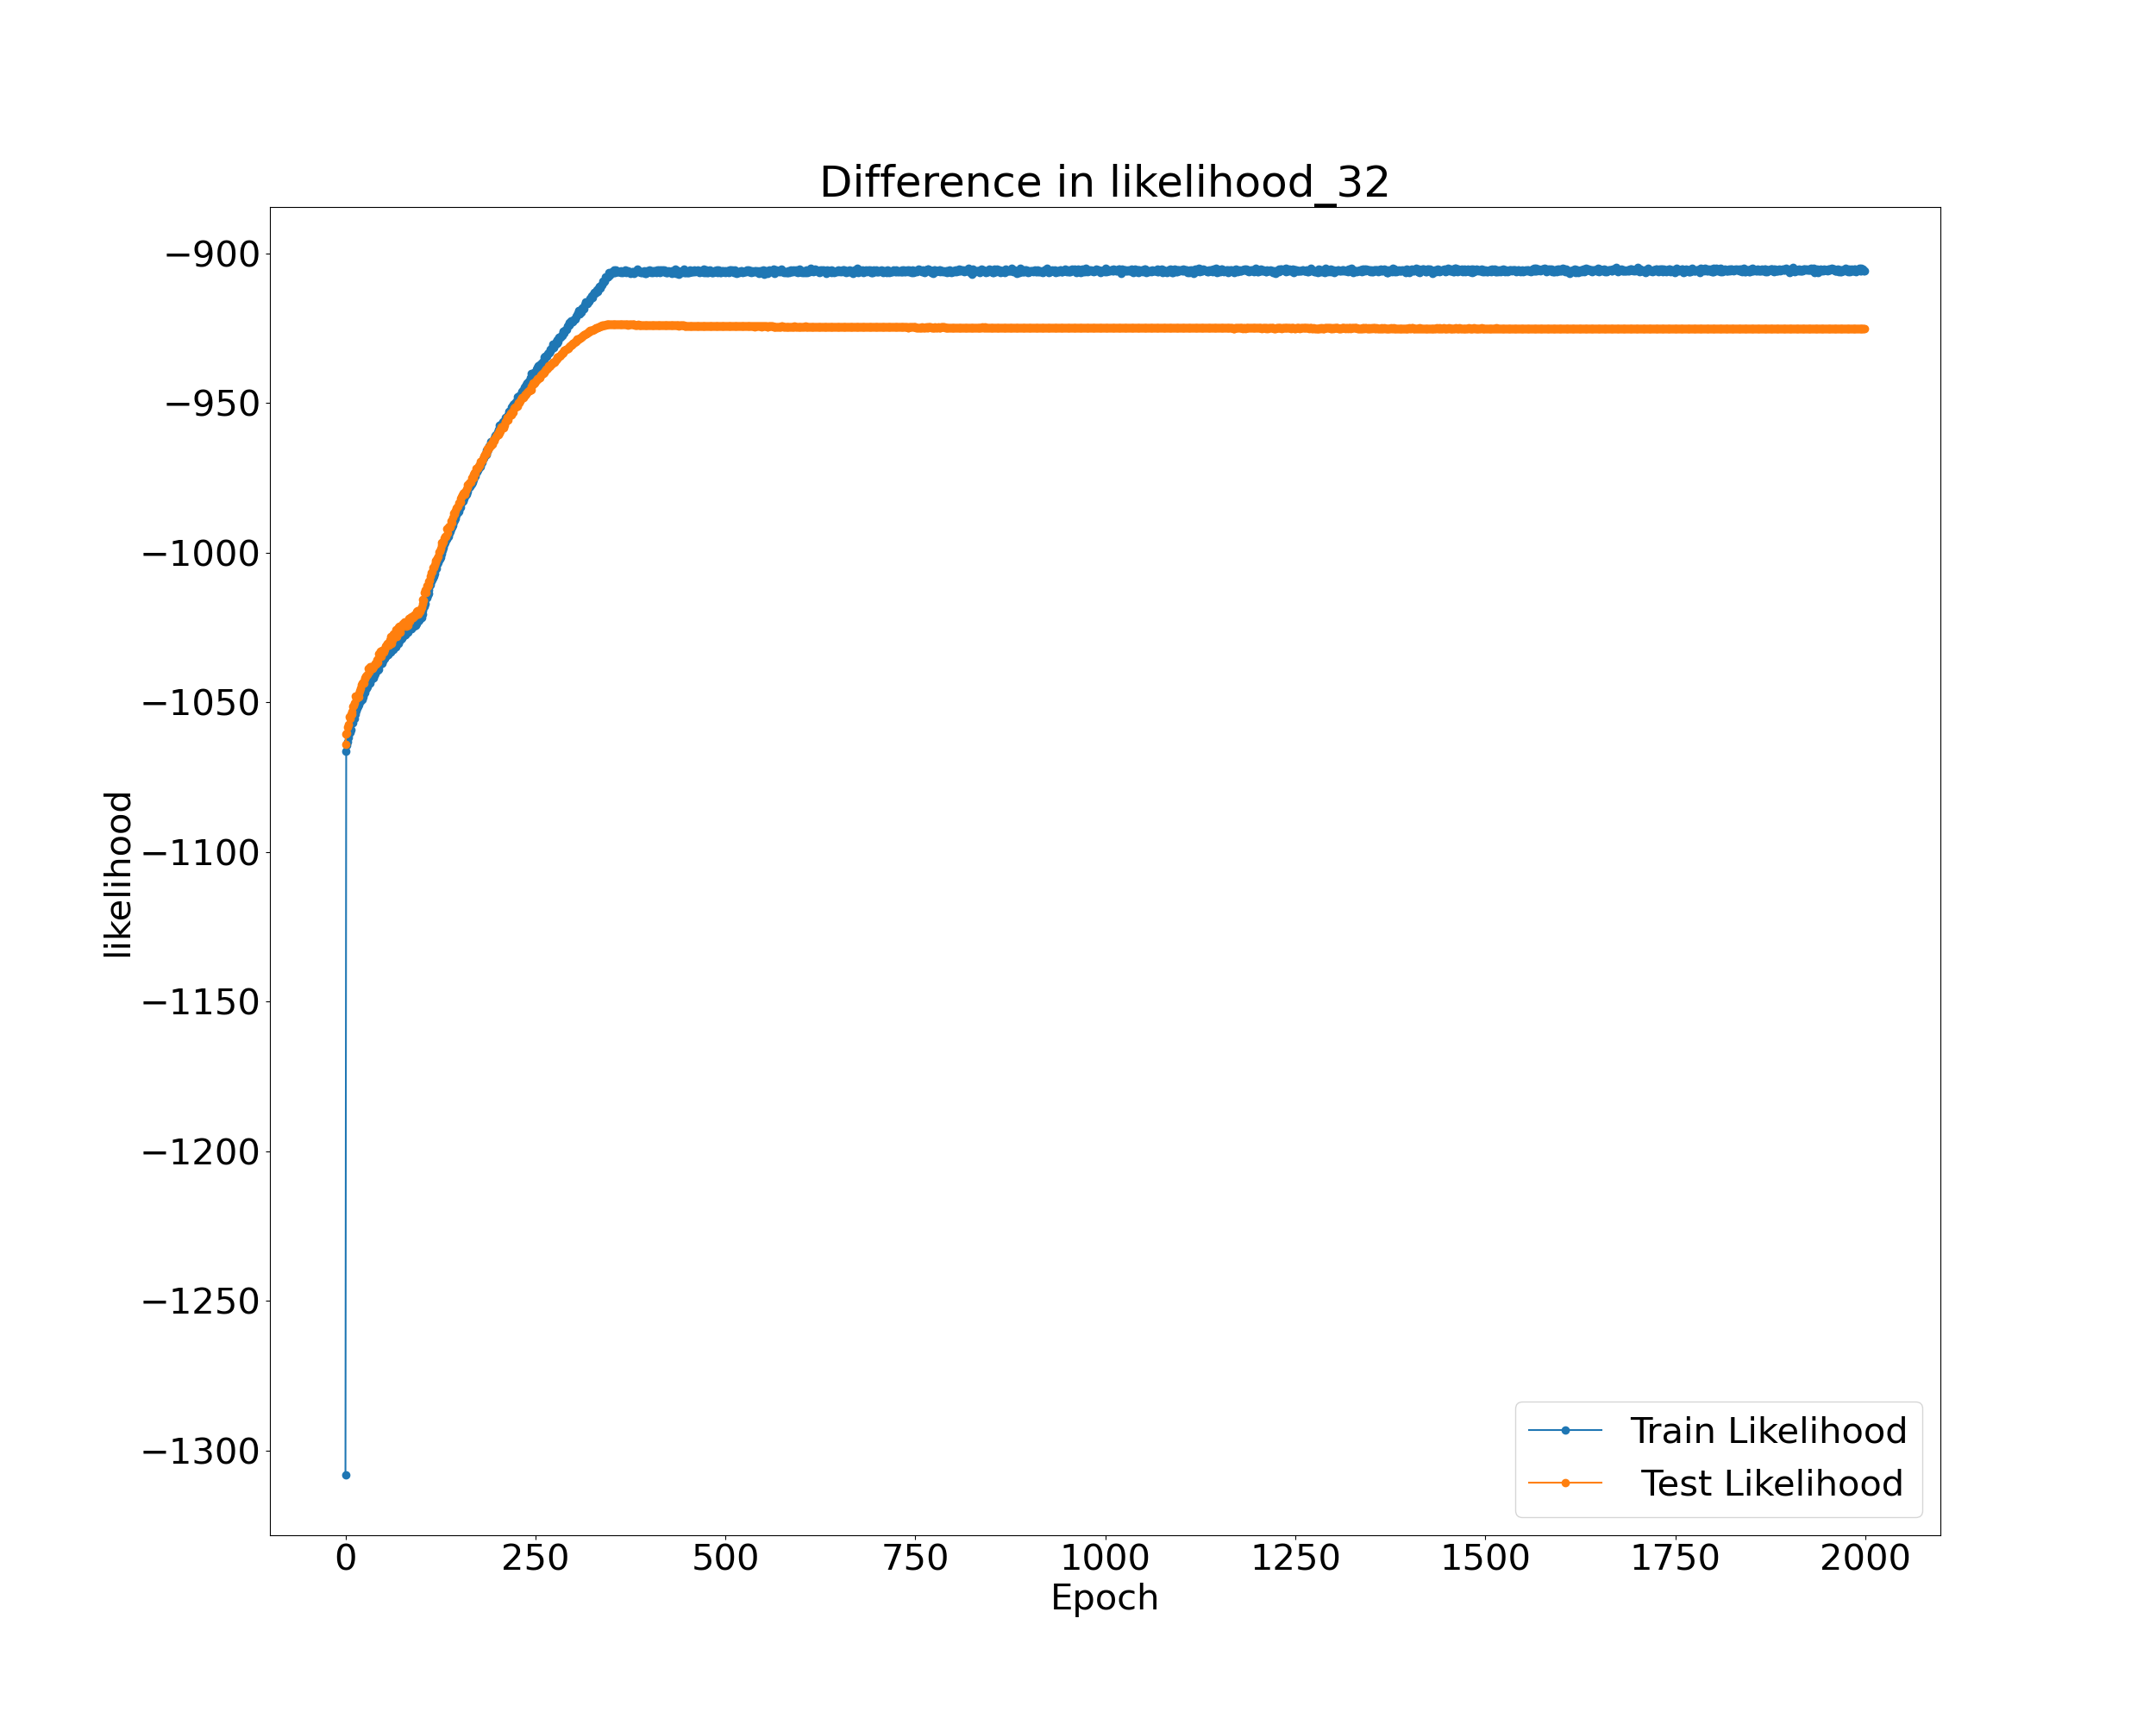 Difference in likelihood_32
−900
−950
−1000
−1050
−1100
−1150
−1200
−1250
−1300
likelihood
0 250 500 750 1000 1250 1500 1750 2000
Epoch
Train Likelihood
Test Likelihood